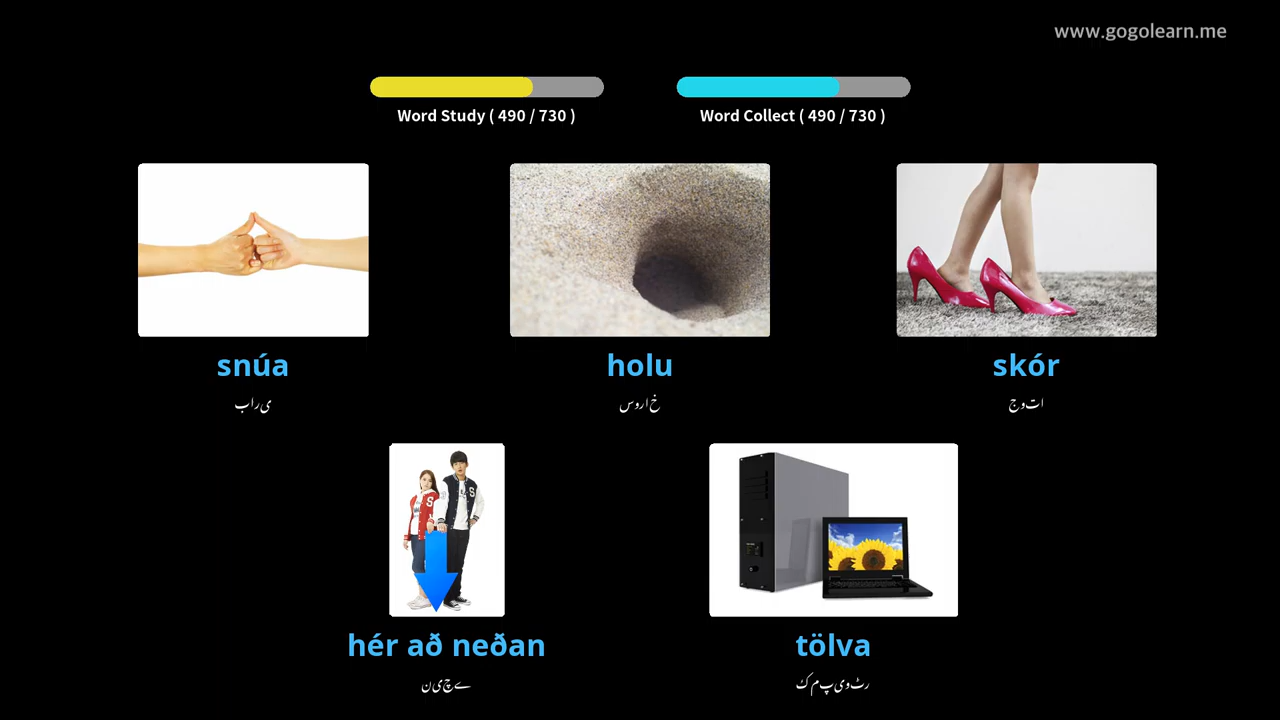 www.gogolearn.me
Word Study ( 490 / 730 )
Word Collect ( 490 / 730 )
snúa
باری
holu
سوراخ
skór
جوتا
hér að neðan
نیچے
tölva
کمپیوٹر